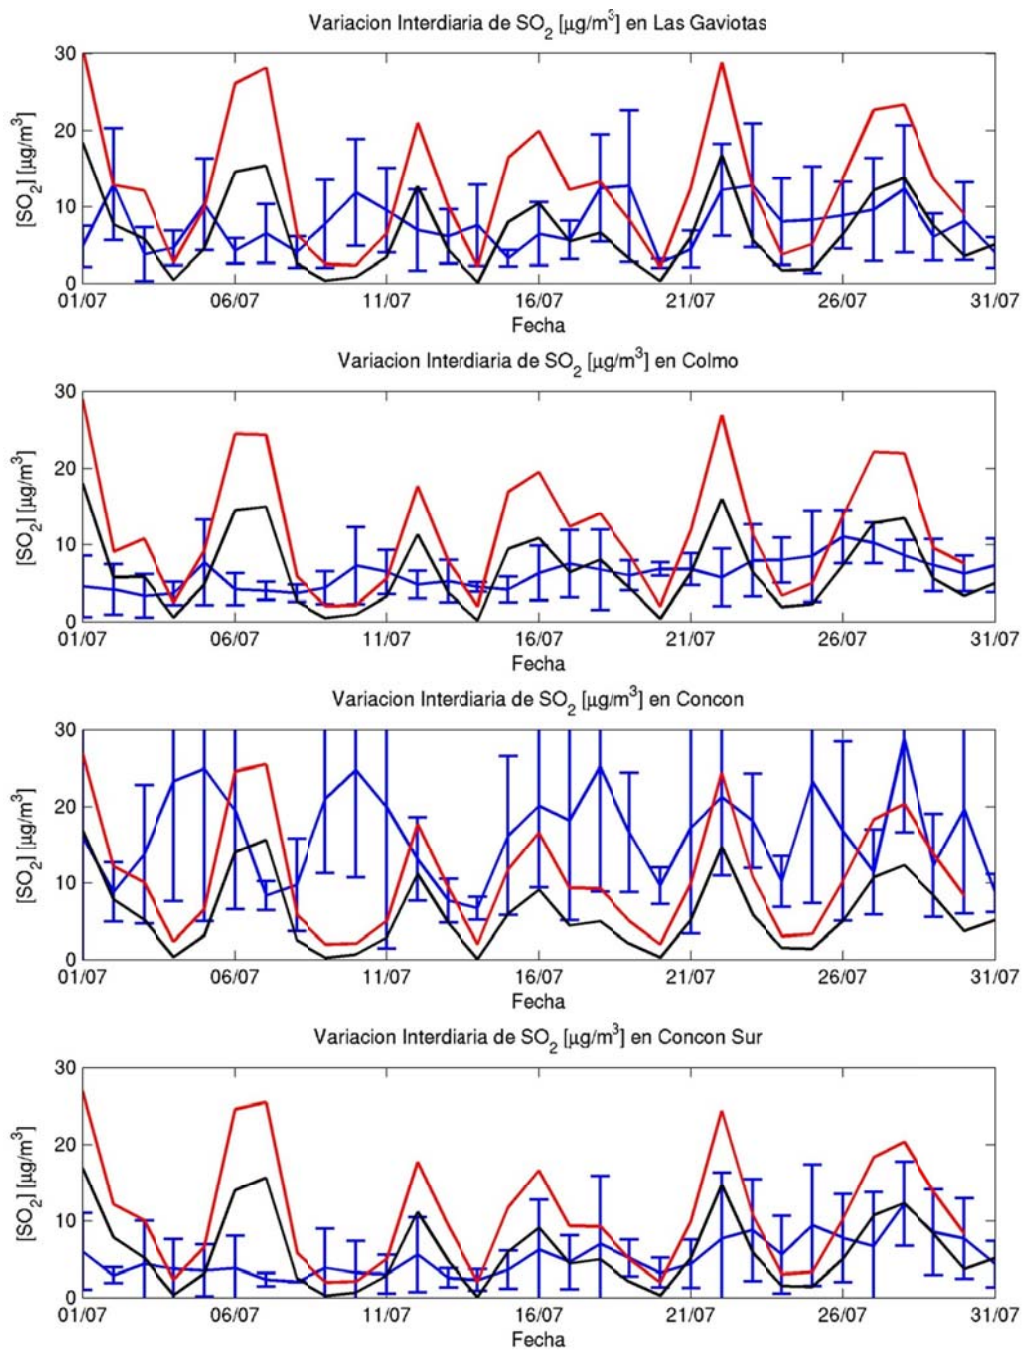 Variacion Interdiaria de SO2 [µg/m3] en Las Gaviotas
[SO2] [µg/m3]
30
20
10
0
01/07 06/07 11/07 16/07 21/07 26/07 31/07
Fecha
Variacion Interdiaria de SO2 [µg/m3] en Colmo
[SO2] [µg/m3]
30
20
10
0
01/07 06/07 11/07 16/07 21/07 26/07 31/07
Fecha
Variacion Interdiaria de SO2 [µg/m3] en Concon
[SO2] [µg/m3]
30
20
10
0
01/07 06/07 11/07 16/07 21/07 26/07 31/07
Fecha
Variacion Interdiaria de SO2 [µg/m3] en Concon Sur
[SO2] [µg/m3]
30
20
10
0
01/07 06/07 11/07 16/07 21/07 26/07 31/07
Fecha